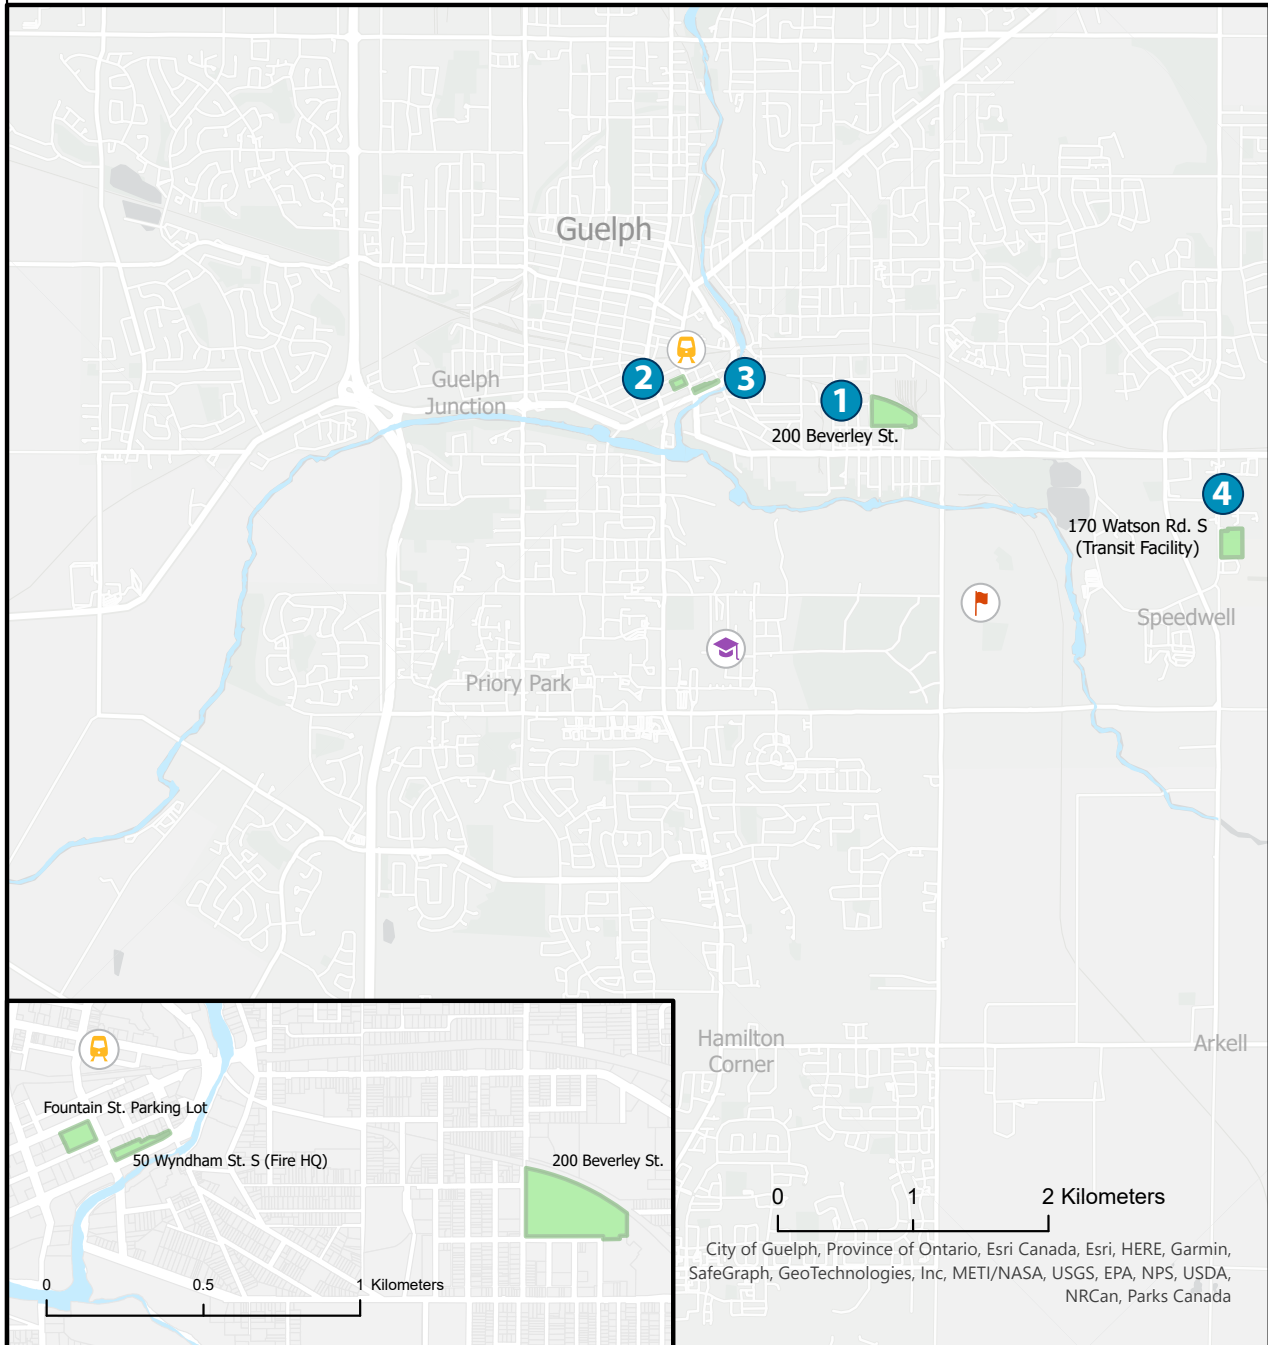 Guelph
Guelph
Junction
2
3
1
200 Beverley St.
4
170 Watson Rd. S
(Transit Facility)
Speedwell
Priory Park
Hamilton
Corner
Arkell
Fountain St. Parking Lot
50 Wyndham St. S (Fire HQ)
200 Beverley St.
0 0.5 1 Kilometers
0 1 2 Kilometers
City of Guelph, Province of Ontario, Esri Canada, Esri, HERE, Garmin,
SafeGraph, GeoTechnologies, Inc, METI/NASA, USGS, EPA, NPS, USDA,
NRCan, Parks Canada